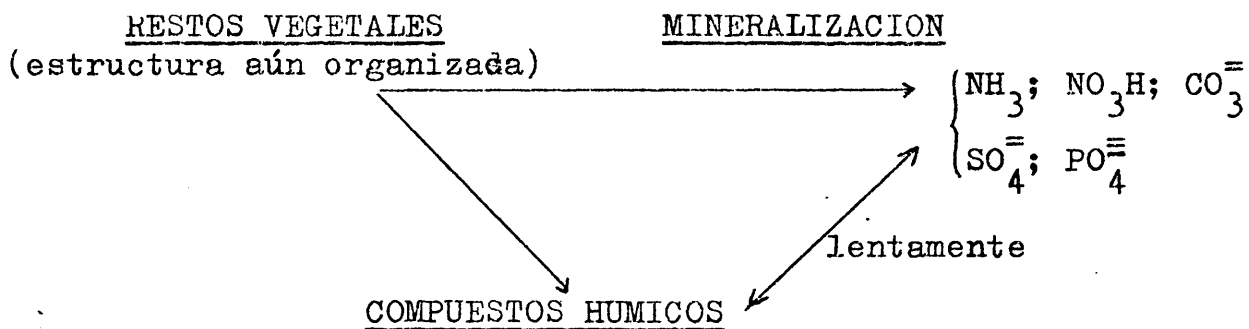 RESTOS VEGETALES
MINERALIZACION
(estructura aún organizada)
NH₃; NO₃H; CO₃⁼
SO₄⁼; PO₄≡
lentamente
COMPUESTOS HUMICOS